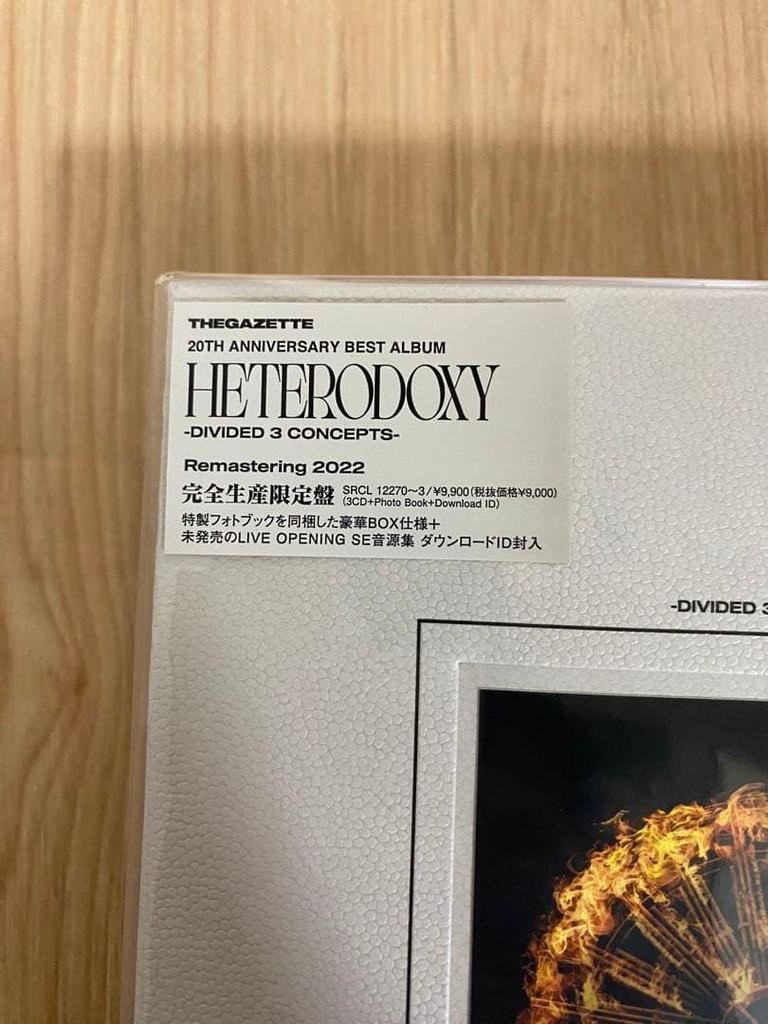 THEGAZETTE
20TH ANNIVERSARY BEST ALBUM
HETERODOXY
-DIVIDED 3 CONCEPTS-
Remastering 2022
完全生産限定盤 SRCL 12270～3/¥9,900(税抜価格¥9,000)
(3CD+Photo Book+Download ID)
特製フォトブックを同梱した豪華BOX仕様＋
未発売のLIVE OPENING SE音源集 ダウンロードID封入
-DIVIDED 3